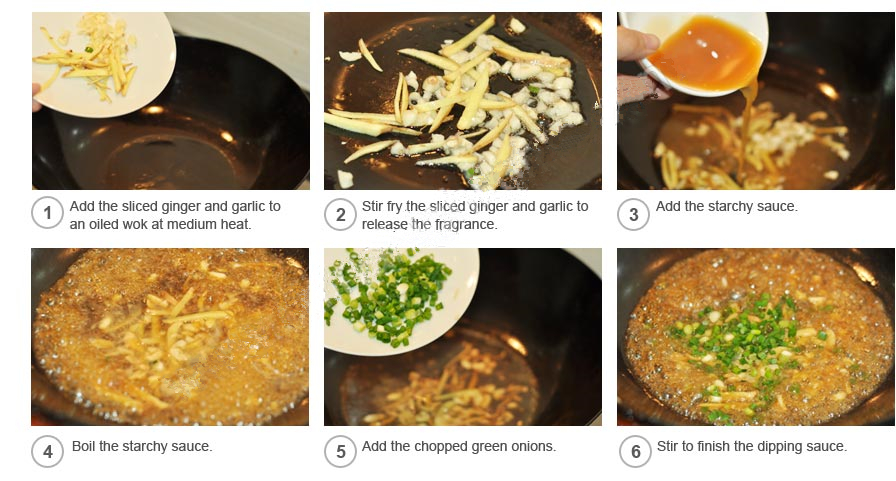 1 Add the sliced ginger and garlic to
an oiled wok at medium heat.
2 Stir fry the sliced ginger and garlic to
release the fragrance.
3 Add the starchy sauce.
4 Boil the starchy sauce.
5 Add the chopped green onions.
6 Stir to finish the dipping sauce.